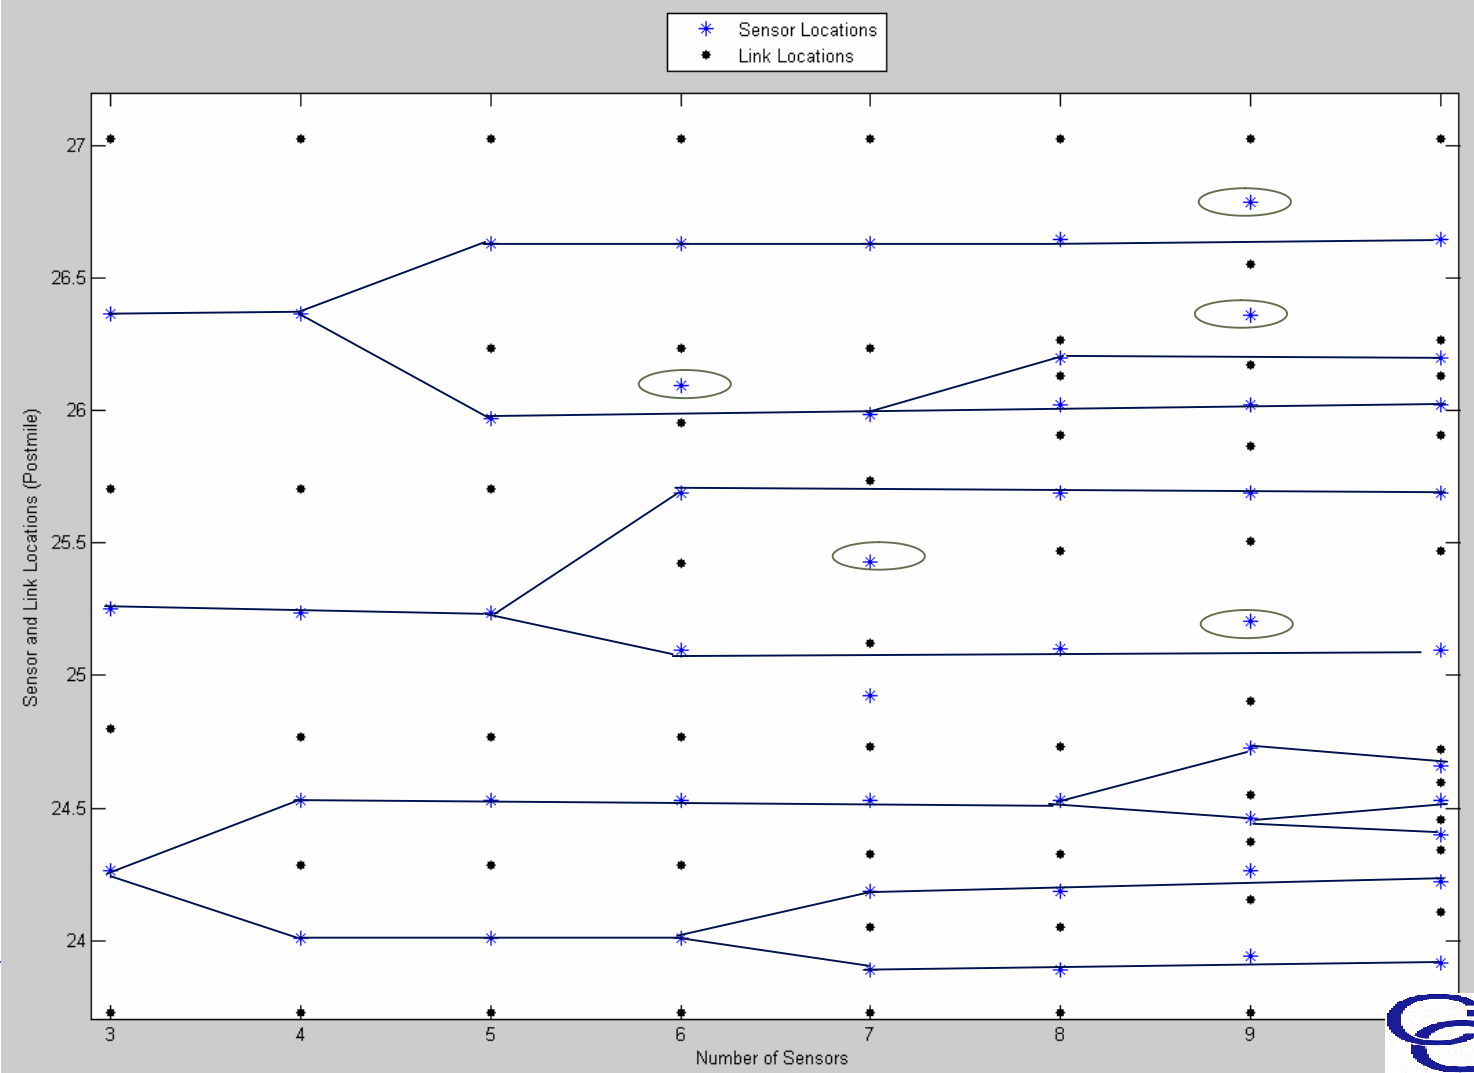 Sensor Locations
Link Locations
27
26.5
26
25.5
25
24.5
24
Sensor and Link Locations (Postmile)
3 4 5 6 7 8 9
Number of Sensors